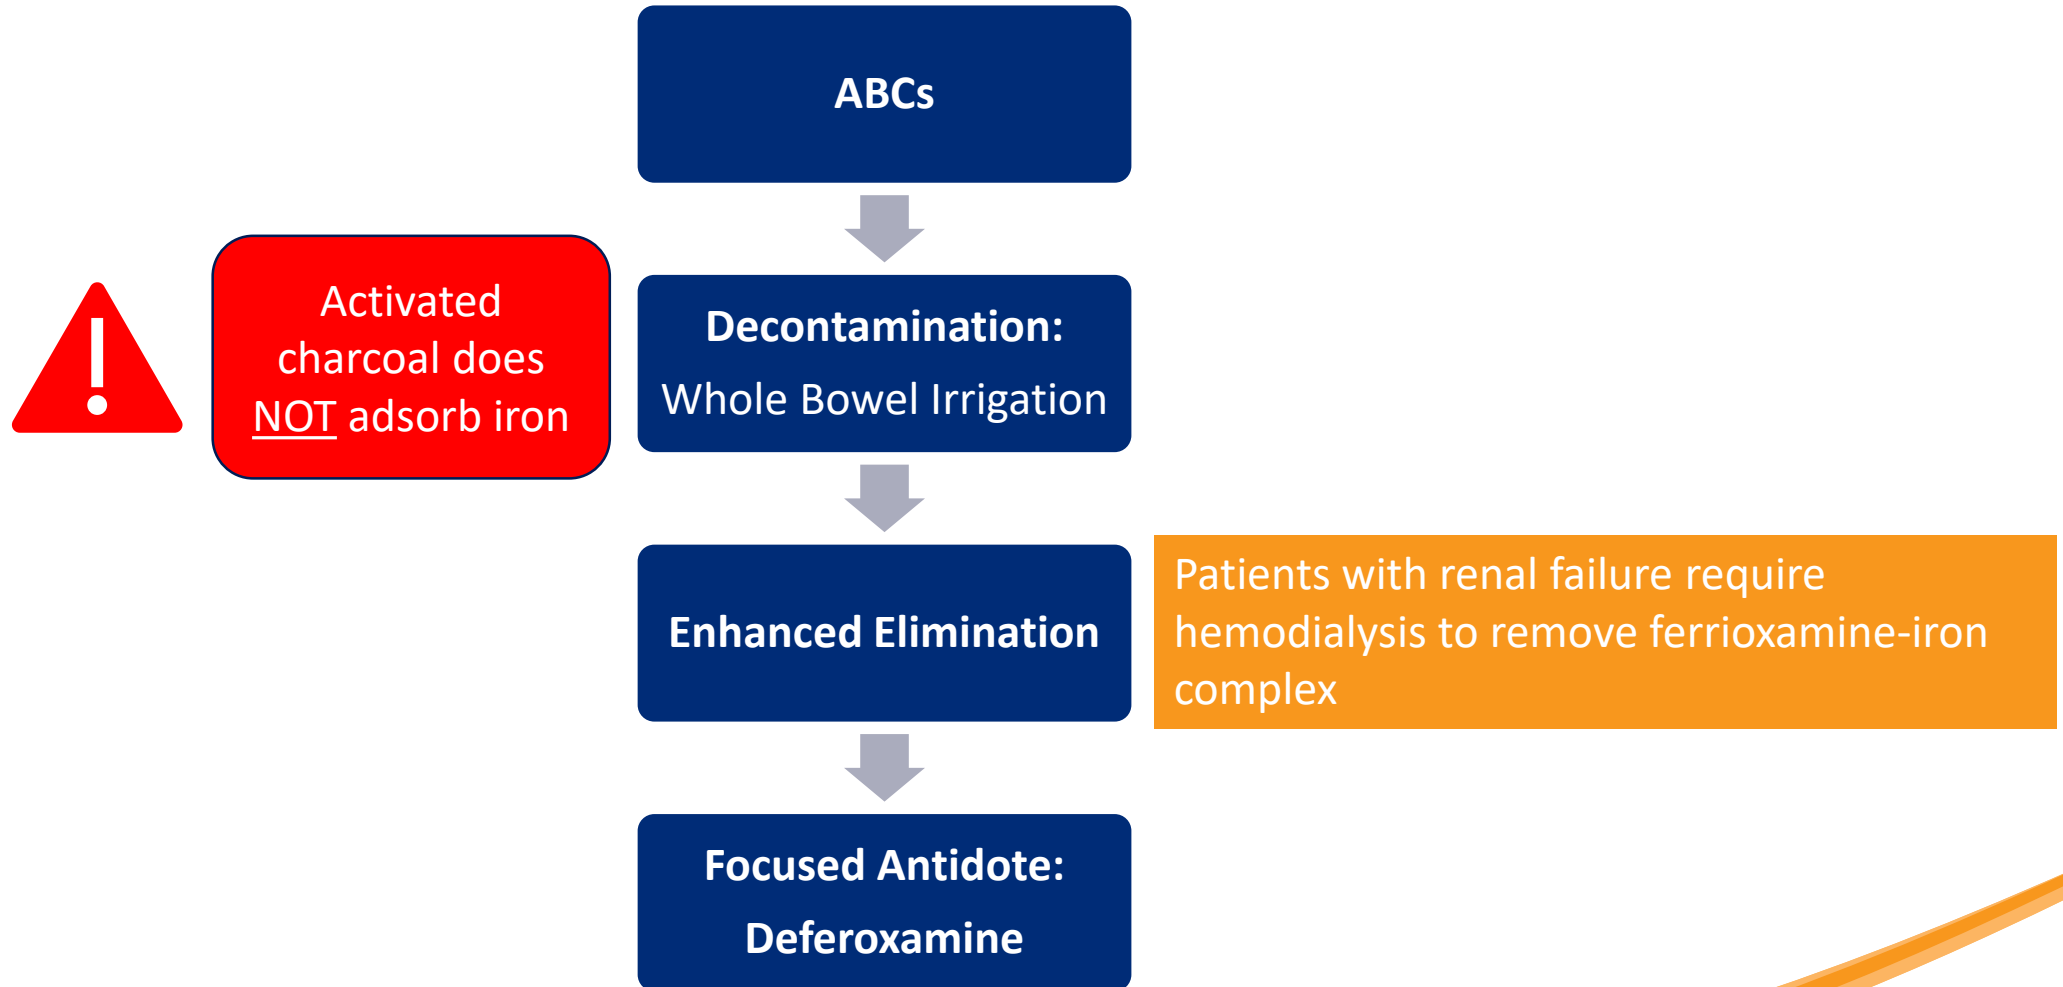 ABCs
Activated
charcoal does
NOT adsorb iron
Decontamination:
Whole Bowel Irrigation
Enhanced Elimination
Patients with renal failure require
hemodialysis to remove ferrioxamine-iron
complex
Focused Antidote:
Deferoxamine